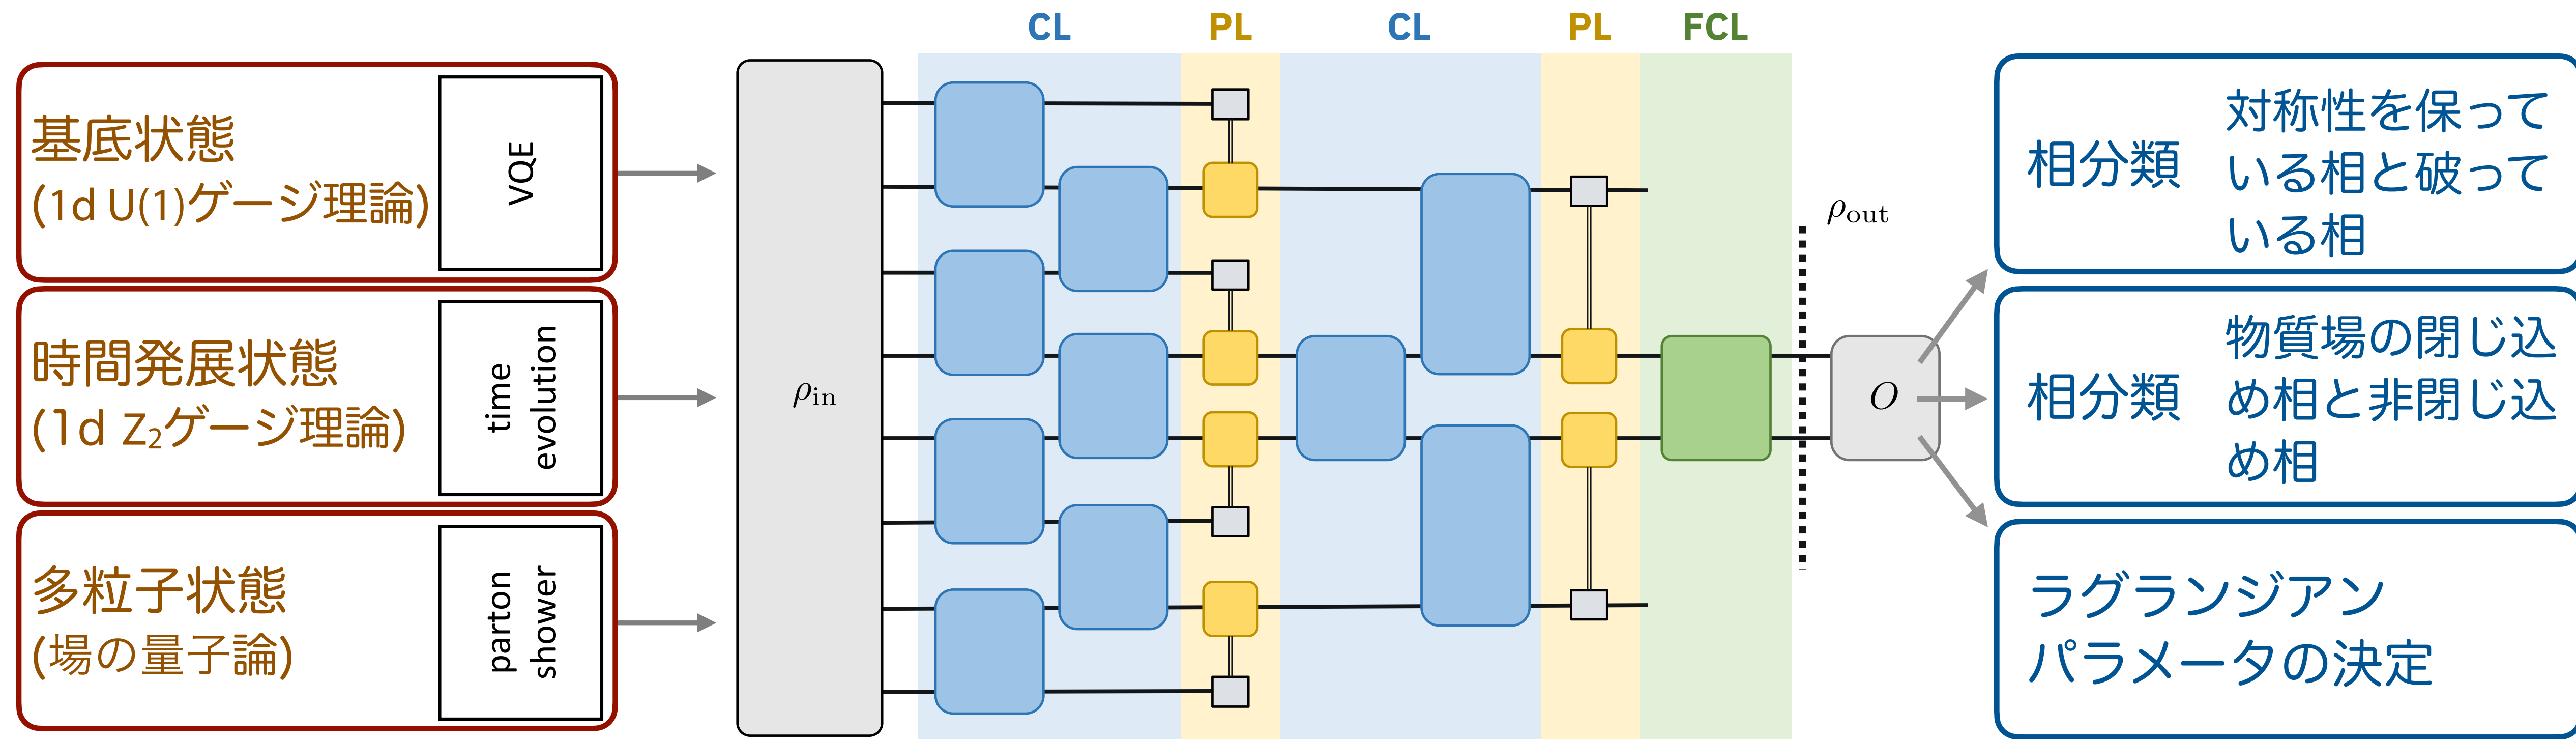 CL
PL
CL
PL
FCL
基底状態
(1d U(1)ゲージ理論)
VQE
時間発展状態
(1d Z₂ゲージ理論)
time
evolution
多粒子状態
(場の量子論)
parton
shower
ρin
ρout
O
相分類
対称性を保って
いる相と破って
いる相
相分類
物質場の閉じ込
め相と非閉じ込
め相
ラグランジアン
パラメータの決定